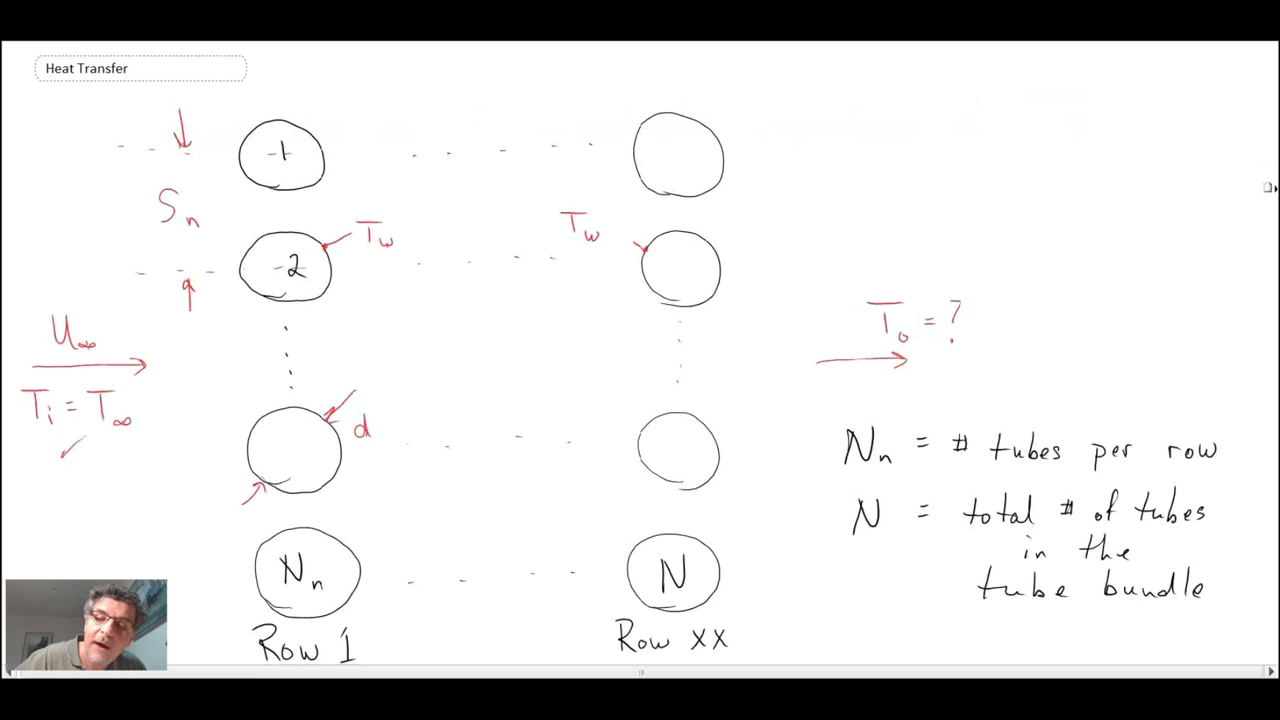 Heat Transfer
1
S_n
T_w
T_w
2
U_∞
T_i = T_∞
T_o = ?
d
N_n = # tubes per row
N = total # of tubes
in the
tube bundle
N_n
N
Row 1
Row xx